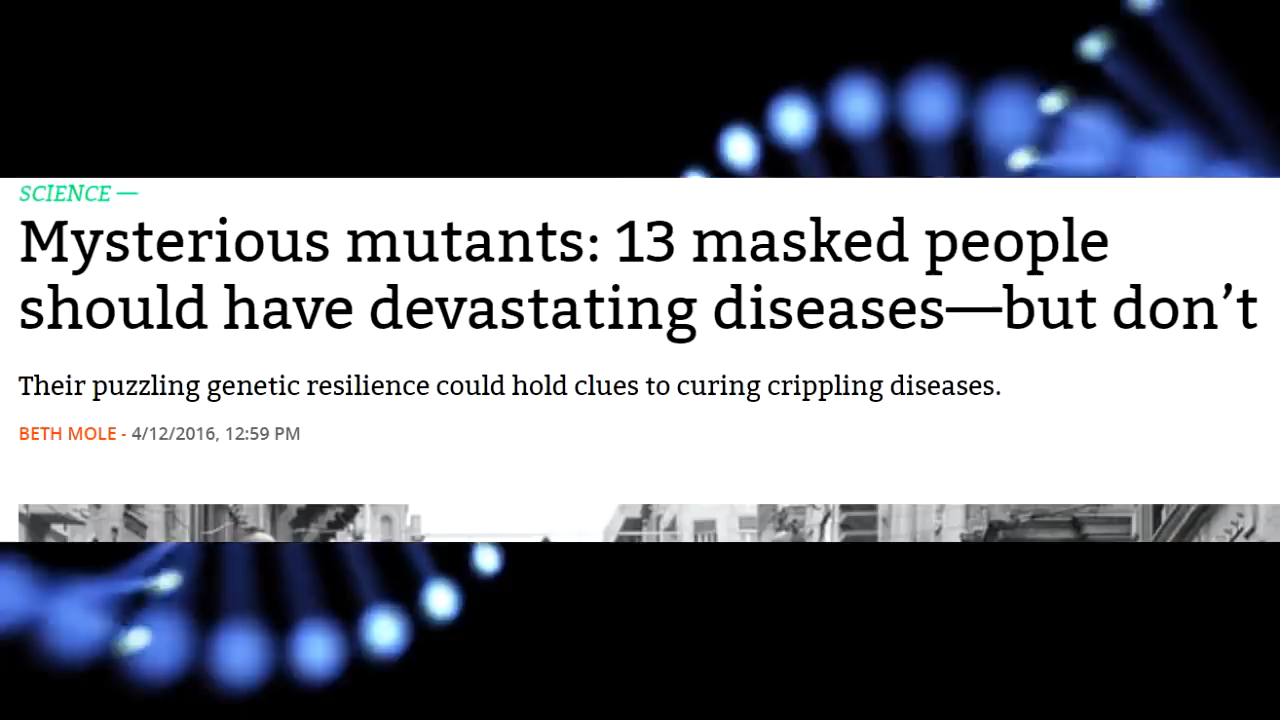 SCIENCE —
Mysterious mutants: 13 masked people
should have devastating diseases—but don’t
Their puzzling genetic resilience could hold clues to curing crippling diseases.
BETH MOLE - 4/12/2016, 12:59 PM